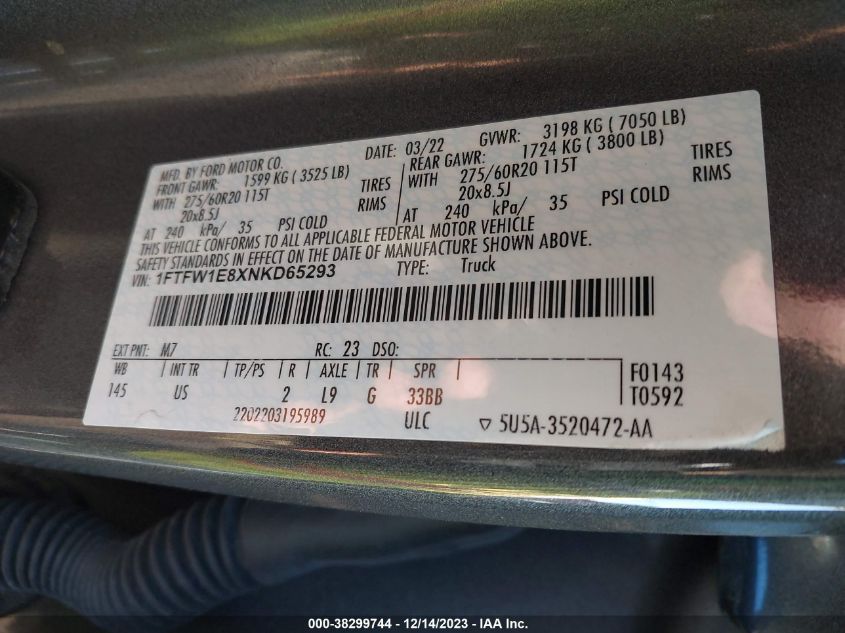 MFD. BY FORD MOTOR CO. DATE: 03/22 GVWR: 3198 KG ( 7050 LB)
FRONT GAWR: 1599 KG ( 3525 LB) REAR GAWR: 1724 KG ( 3800 LB)
WITH 275/60R20 115T TIRES WITH 275/60R20 115T TIRES
20x8.5J RIMS 20x8.5J RIMS
AT 240 kPa/ 35 PSI COLD AT 240 kPa/ 35 PSI COLD
THIS VEHICLE CONFORMS TO ALL APPLICABLE FEDERAL MOTOR VEHICLE
SAFETY STANDARDS IN EFFECT ON THE DATE OF MANUFACTURE SHOWN ABOVE.
VIN: 1FTFW1E8XNKD65293 TYPE: Truck
EXT PNT: M7 RC: 23 DSO:
WB INT TR TP/PS R AXLE TR SPR F0143
145 US 2 L9 G 33BB T0592
2202203195989 ULC ▽ 5U5A-3520472-AA
000-38299744 - 12/14/2023 - IAA Inc.